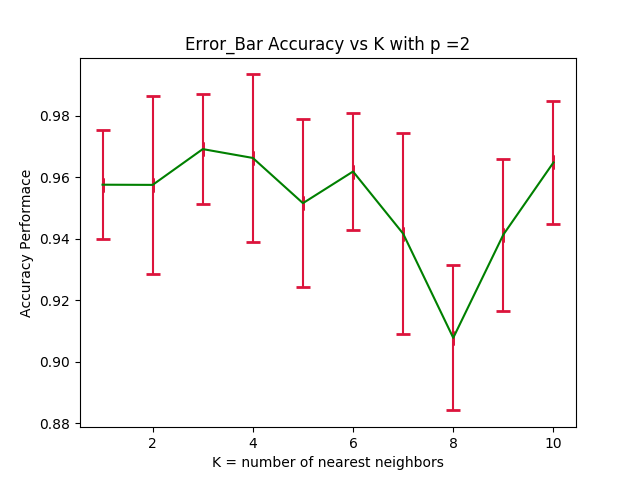 Error_Bar Accuracy vs K with p =2
Accuracy Performace
0.98
0.96
0.94
0.92
0.90
0.88
2 4 6 8 10
K = number of nearest neighbors